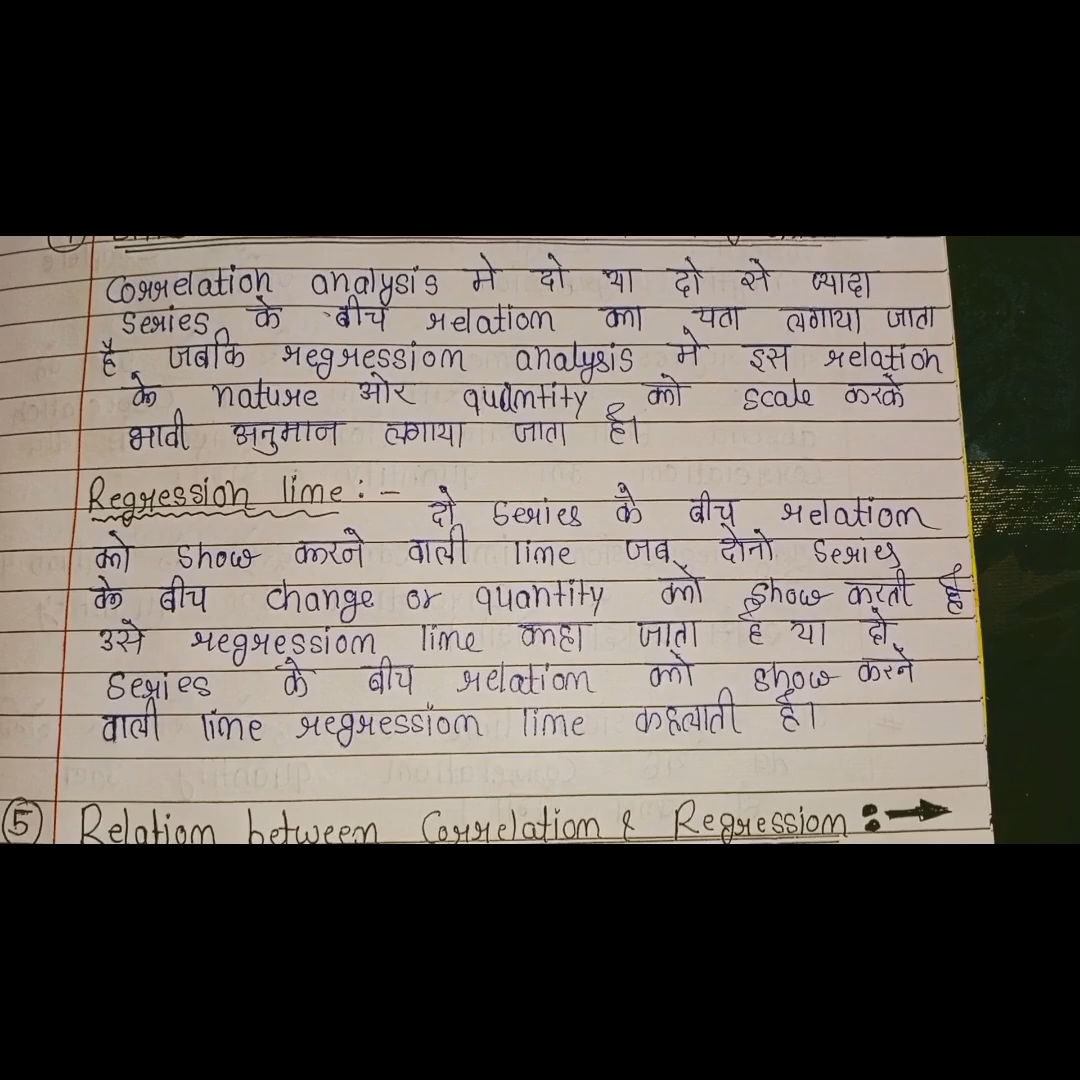 Correlation analysis मे दो या दो से ज्यादा
series के बीच relation का पता लगाया जाता
है जबकि regression analysis मे इस relation
के nature ओर quantity को scale करके
भावी अनुमान लगाया जाता है।
Regression line : -
दो series के बीच relation
को show करने वाली line जब दोनो series
के बीच change or quantity को show करती है
उसे regression line कहा जाता है या दो
series के बीच relation को show करने
वाली line regression line कहलाती है।
5 Relation between Correlation & Regression :→